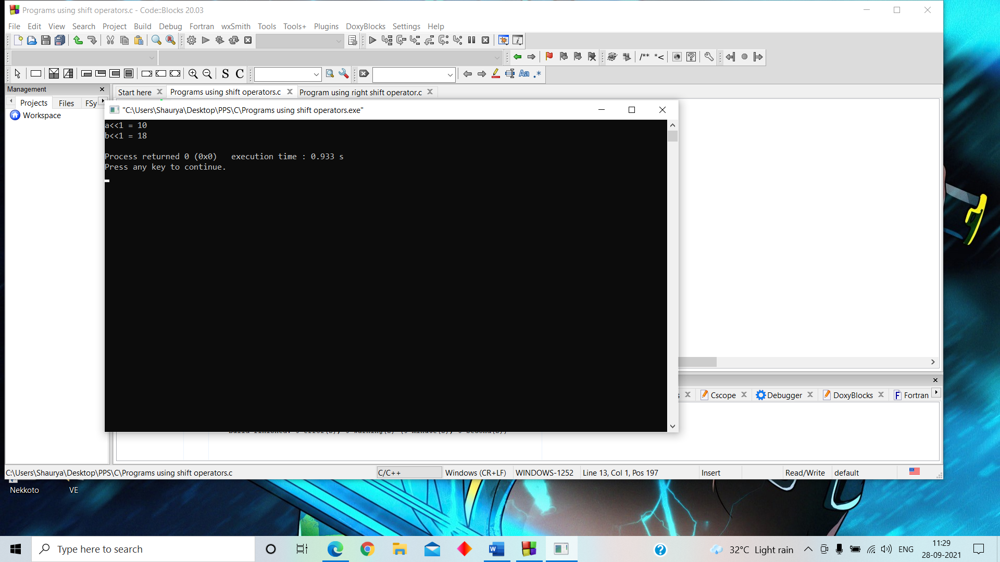 Programs using shift operators.c - Code::Blocks 20.03
File Edit View Search Project Build Debug Fortran wxSmith Tools Tools+ Plugins DoxyBlocks Settings Help
/** *<
S C
Aa .*
Management
Start here Programs using shift operators.c Program using right shift operator.c
Projects Files FSy
Workspace
"C:\Users\Shaurya\Desktop\PPS\C\Programs using shift operators.exe"
a<<1 = 10
b<<1 = 18
Process returned 0 (0x0) execution time : 0.933 s
Press any key to continue.
s Cscope Debugger DoxyBlocks Fortran
C:\Users\Shaurya\Desktop\PPS\C\Programs using shift operators.c C/C++ Windows (CR+LF) WINDOWS-1252 Line 13, Col 1, Pos 197 Insert Read/Write default
Nekkoto VE
Type here to search
32°C Light rain ENG
11:29
28-09-2021